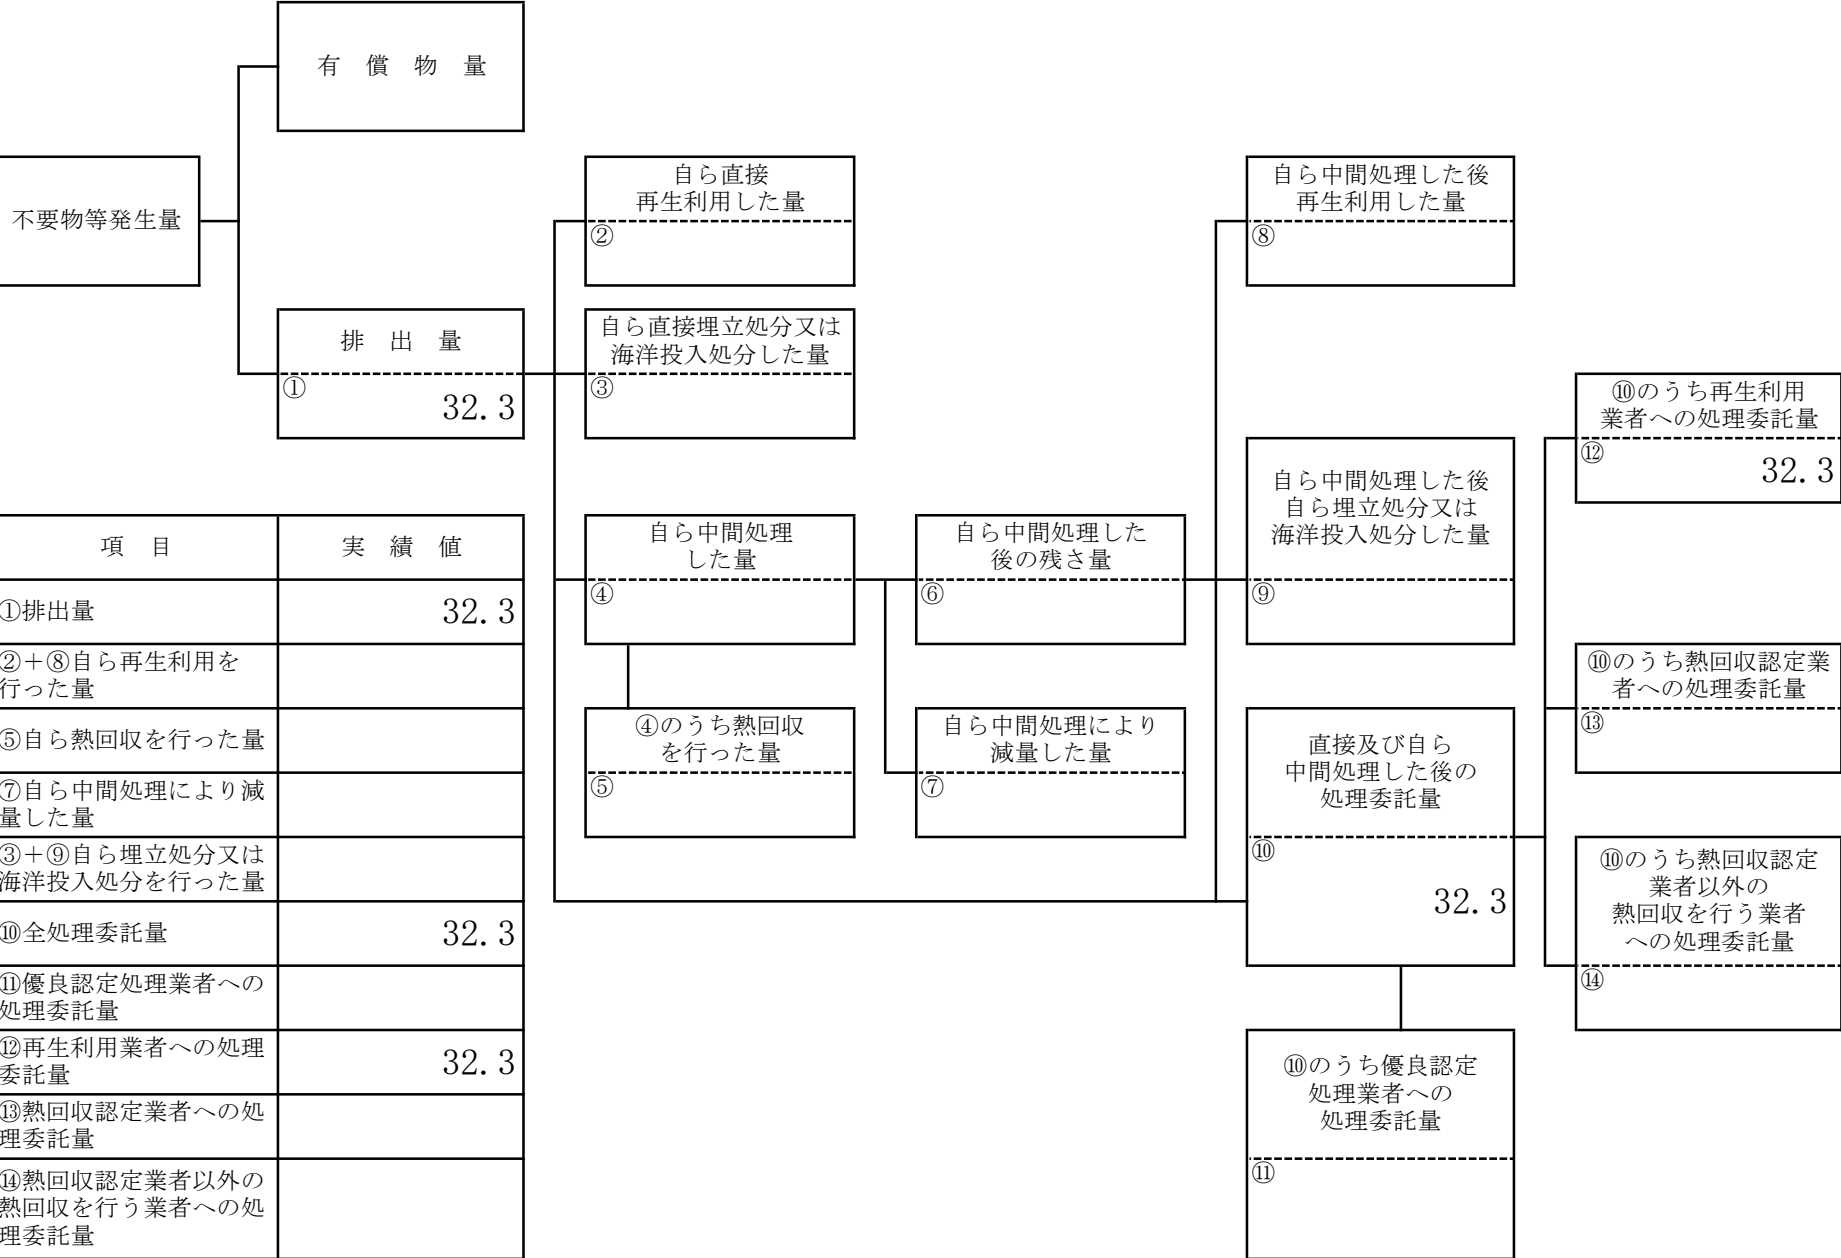 有 償 物 量
不要物等発生量
自ら直接
再生利用した量
②
自ら中間処理した後
再生利用した量
⑧
排 出 量
①
32.3
自ら直接埋立処分又は
海洋投入処分した量
③
⑩のうち再生利用
業者への処理委託量
⑫
32.3
自ら中間処理した後
自ら埋立処分又は
海洋投入処分した量
⑨
自ら中間処理
した量
④
自ら中間処理した
後の残さ量
⑥
⑩のうち熱回収認定業
者への処理委託量
⑬
④のうち熱回収
を行った量
⑤
自ら中間処理により
減量した量
⑦
直接及び自ら
中間処理した後の
処理委託量
⑩
32.3
⑩のうち熱回収認定
業者以外の
熱回収を行う業者
への処理委託量
⑭
⑩のうち優良認定
処理業者への
処理委託量
⑪
項 目
実 績 値
①排出量
32.3
②+⑧自ら再生利用を
行った量
⑤自ら熱回収を行った量
⑦自ら中間処理により減
量した量
③+⑨自ら埋立処分又は
海洋投入処分を行った量
⑩全処理委託量
32.3
⑪優良認定処理業者への
処理委託量
⑫再生利用業者への処理
委託量
32.3
⑬熱回収認定業者への処
理委託量
⑭熱回収認定業者以外の
熱回収を行う業者への処
理委託量